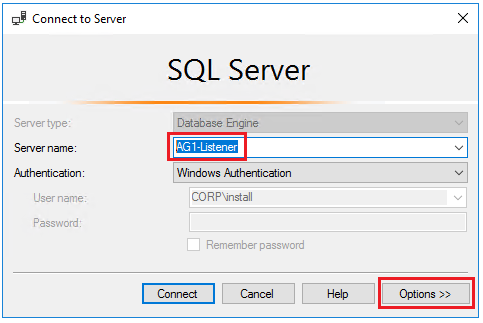 Connect to Server
SQL Server
Server type: Database Engine
Server name: AG1-Listener
Authentication: Windows Authentication
User name: CORP\install
Password:
Remember password
Connect Cancel Help Options >>